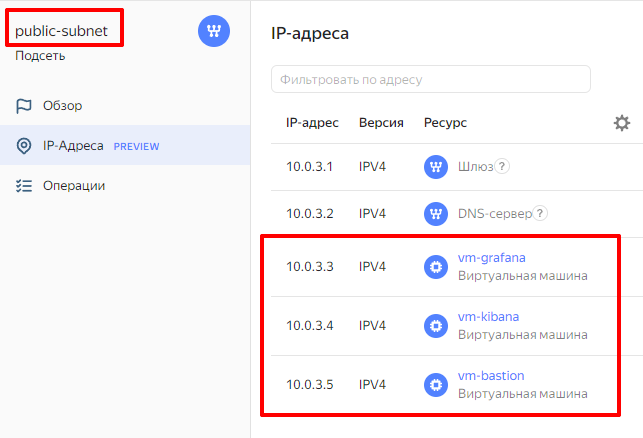 public-subnet
Подсеть
Обзор
IP-Адреса PREVIEW
Операции
IP-адреса
Фильтровать по адресу
IP-адрес Версия Ресурс
10.0.3.1 IPV4 Шлюз ?
10.0.3.2 IPV4 DNS-сервер ?
10.0.3.3 IPV4 vm-grafana
Виртуальная машина
10.0.3.4 IPV4 vm-kibana
Виртуальная машина
10.0.3.5 IPV4 vm-bastion
Виртуальная машина